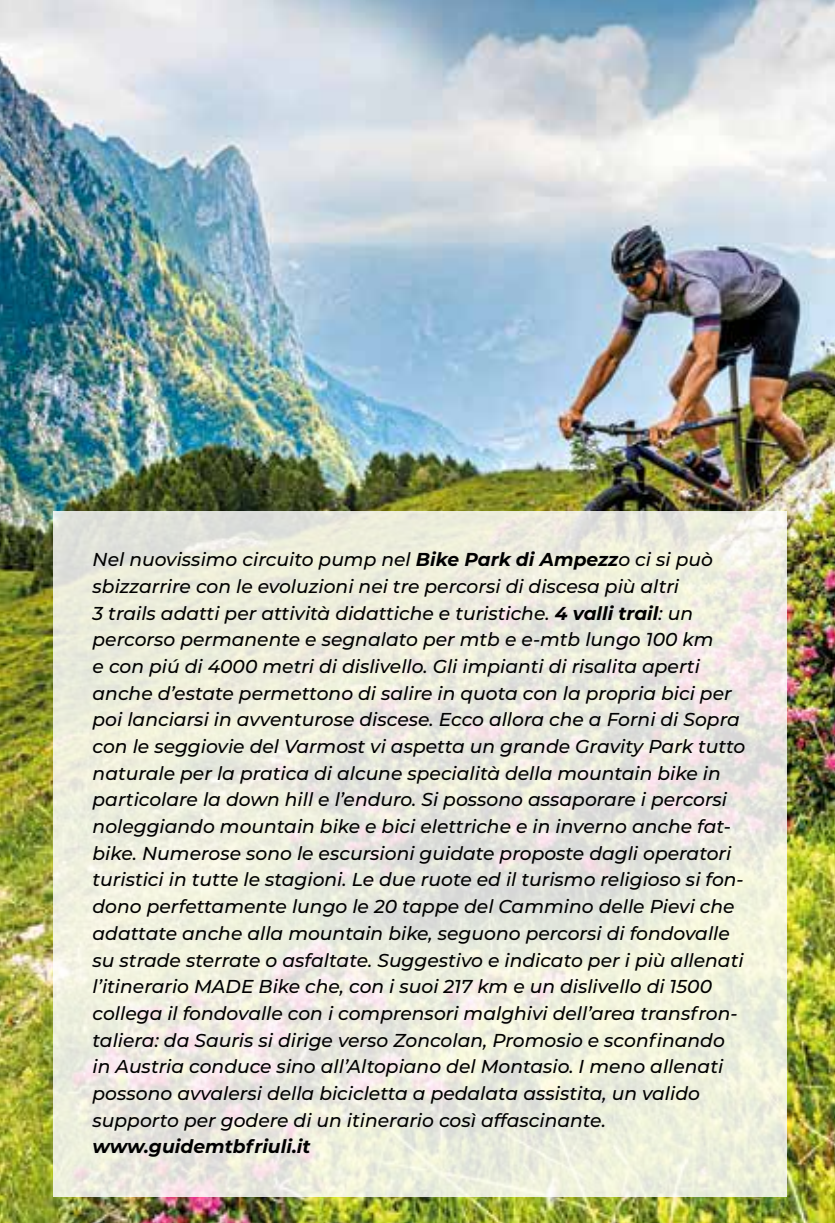 Nel nuovissimo circuito pump nel Bike Park di Ampezzo ci si può
sbizzarrire con le evoluzioni nei tre percorsi di discesa più altri
3 trails adatti per attività didattiche e turistiche. 4 valli trail: un
percorso permanente e segnalato per mtb e e-mtb lungo 100 km
e con piú di 4000 metri di dislivello. Gli impianti di risalita aperti
anche d’estate permettono di salire in quota con la propria bici per
poi lanciarsi in avventurose discese. Ecco allora che a Forni di Sopra
con le seggiovie del Varmost vi aspetta un grande Gravity Park tutto
naturale per la pratica di alcune specialità della mountain bike in
particolare la down hill e l’enduro. Si possono assaporare i percorsi
noleggiando mountain bike e bici elettriche e in inverno anche fat-
bike. Numerose sono le escursioni guidate proposte dagli operatori
turistici in tutte le stagioni. Le due ruote ed il turismo religioso si fon-
dono perfettamente lungo le 20 tappe del Cammino delle Pievi che
adattate anche alla mountain bike, seguono percorsi di fondovalle
su strade sterrate o asfaltate. Suggestivo e indicato per i più allenati
l’itinerario MADE Bike che, con i suoi 217 km e un dislivello di 1500
collega il fondovalle con i comprensori malghivi dell’area transfron-
taliera: da Sauris si dirige verso Zoncolan, Promosio e sconfinando
in Austria conduce sino all’Altopiano del Montasio. I meno allenati
possono avvalersi della bicicletta a pedalata assistita, un valido
supporto per godere di un itinerario così affascinante.
www.guidemtbfriuli.it